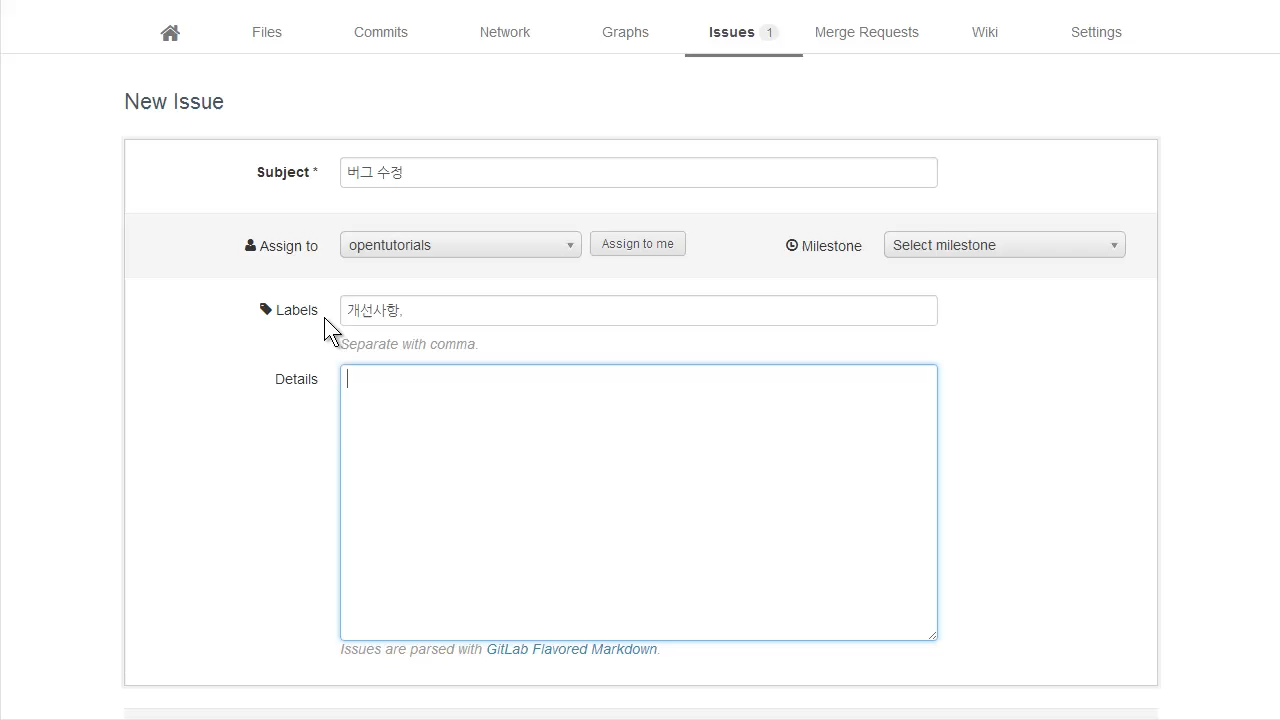 Files Commits Network Graphs Issues 1 Merge Requests Wiki Settings
New Issue
Subject * 버그 수정
Assign to opentutorials Assign to me Milestone Select milestone
Labels 개선사항,
Separate with comma.
Details
Issues are parsed with GitLab Flavored Markdown.